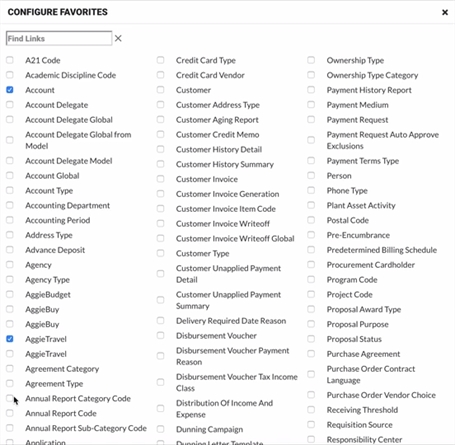 CONFIGURE FAVORITES
Find Links
A21 Code
Academic Discipline Code
Account
Account Delegate
Account Delegate Global
Account Delegate Global from
Model
Account Delegate Model
Account Global
Account Type
Accounting Department
Accounting Period
Address Type
Advance Deposit
Agency
Agency Type
AggieBudget
AggieBuy
AggieBuy
AggieTravel
AggieTravel
Agreement Category
Agreement Type
Annual Report Category Code
Annual Report Code
Annual Report Sub-Category Code
Application
Credit Card Type
Credit Card Vendor
Customer
Customer Address Type
Customer Aging Report
Customer Credit Memo
Customer History Detail
Customer History Summary
Customer Invoice
Customer Invoice Generation
Customer Invoice Item Code
Customer Invoice Writeoff
Customer Invoice Writeoff Global
Customer Type
Customer Unapplied Payment
Detail
Customer Unapplied Payment
Summary
Delivery Required Date Reason
Disbursement Voucher
Disbursement Voucher Payment
Reason
Disbursement Voucher Tax Income
Class
Distribution Of Income And
Expense
Dunning Campaign
Dunning Letter Template
Ownership Type
Ownership Type Category
Payment History Report
Payment Medium
Payment Request
Payment Request Auto Approve
Exclusions
Payment Terms Type
Person
Phone Type
Plant Asset Activity
Postal Code
Pre-Encumbrance
Predetermined Billing Schedule
Procurement Cardholder
Program Code
Project Code
Proposal Award Type
Proposal Purpose
Proposal Status
Purchase Agreement
Purchase Order Contract
Language
Purchase Order Vendor Choice
Receiving Threshold
Requisition Source
Responsibility Center